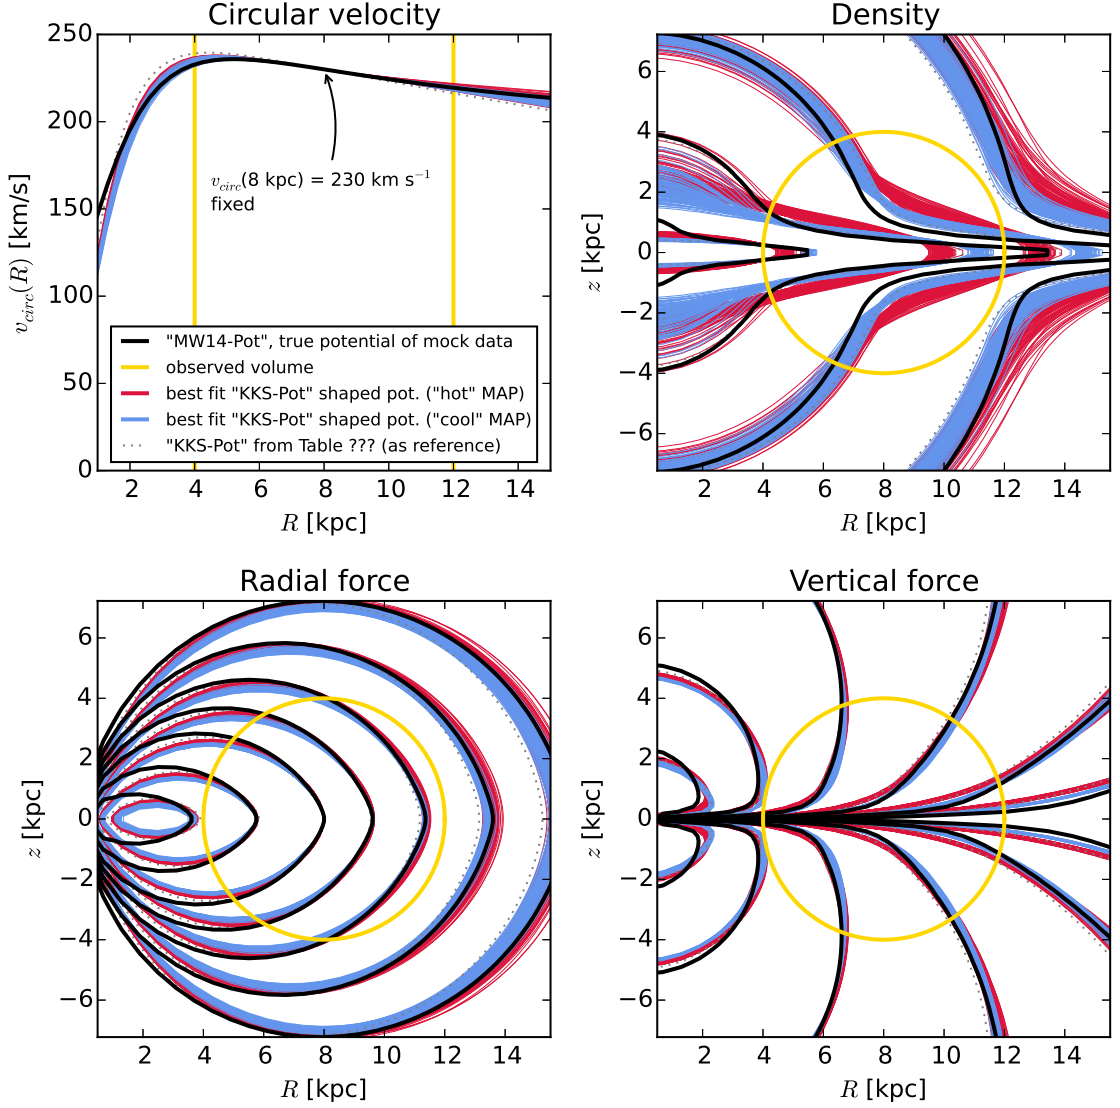 Circular velocity
250
200
150
100
50
0
v_circ(R) [km/s]
v_circ(8 kpc) = 230 km s⁻¹
fixed
"MW14-Pot", true potential of mock data
observed volume
best fit "KKS-Pot" shaped pot. ("hot" MAP)
best fit "KKS-Pot" shaped pot. ("cool" MAP)
"KKS-Pot" from Table ??? (as reference)
2 4 6 8 10 12 14
R [kpc]
Density
6
4
2
0
−2
−4
−6
z [kpc]
2 4 6 8 10 12 14
R [kpc]
Radial force
6
4
2
0
−2
−4
−6
z [kpc]
2 4 6 8 10 12 14
R [kpc]
Vertical force
6
4
2
0
−2
−4
−6
z [kpc]
2 4 6 8 10 12 14
R [kpc]